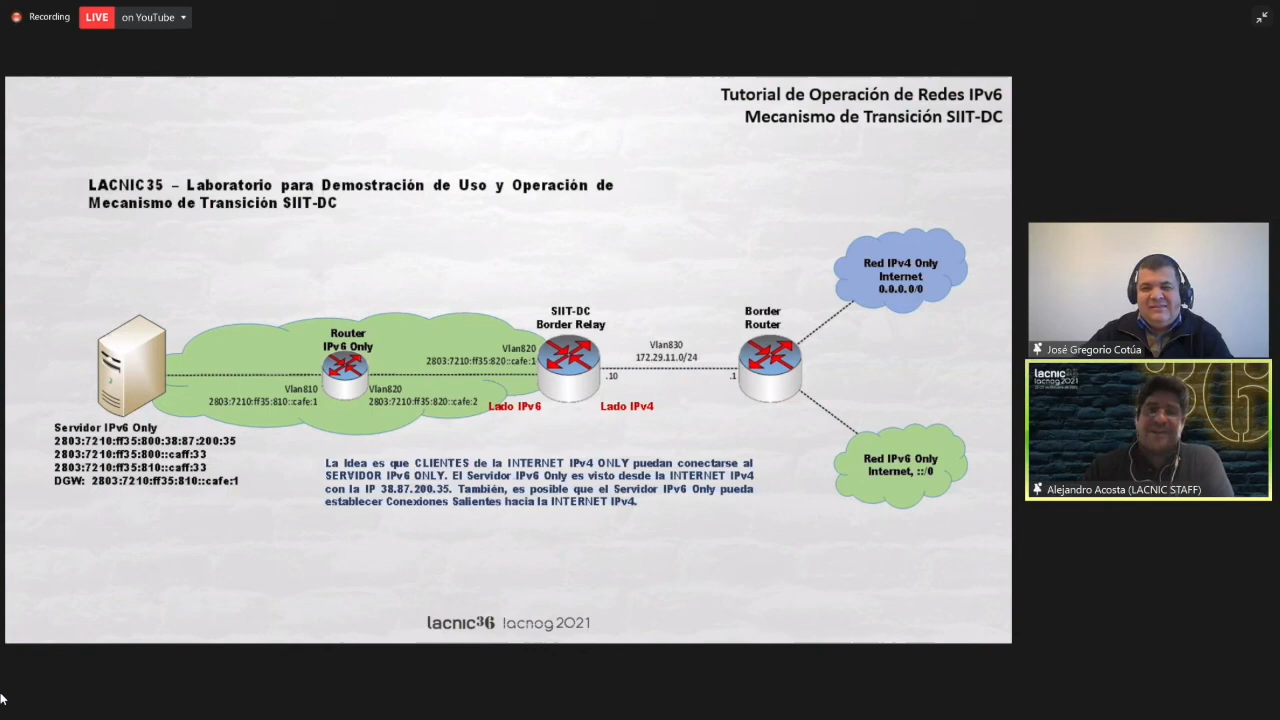 Recording
LIVE
on YouTube
Tutorial de Operación de Redes IPv6
Mecanismo de Transición SIIT-DC
LACNIC35 – Laboratorio para Demostración de Uso y Operación de
Mecanismo de Transición SIIT-DC
Red IPv4 Only
Internet
0.0.0.0/0
SIIT-DC
Border Relay
Border
Router
Router
IPv6 Only
Vlan820
2803:7210:ff35:820::cafe:1
Vlan830
172.29.11.0/24
.10
.1
Vlan810
2803:7210:ff35:810::cafe:1
Vlan820
2803:7210:ff35:820::cafe:2
Lado IPv6
Lado IPv4
Servidor IPv6 Only
2803:7210:ff35:800:38:87:200:35
2803:7210:ff35:800::caff:33
2803:7210:ff35:810::caff:33
DGW: 2803:7210:ff35:810::cafe:1
Red IPv6 Only
Internet, ::/0
La Idea es que CLIENTES de la INTERNET IPv4 ONLY puedan conectarse al
SERVIDOR IPv6 ONLY. El Servidor IPv6 Only es visto desde la INTERNET IPv4
con la IP 38.87.200.35. También, es posible que el Servidor IPv6 Only pueda
establecer Conexiones Salientes hacia la INTERNET IPv4.
lacnic36 lacnog2021
José Gregorio Cotúa
lacnic36
lacnog2021
Alejandro Acosta (LACNIC STAFF)